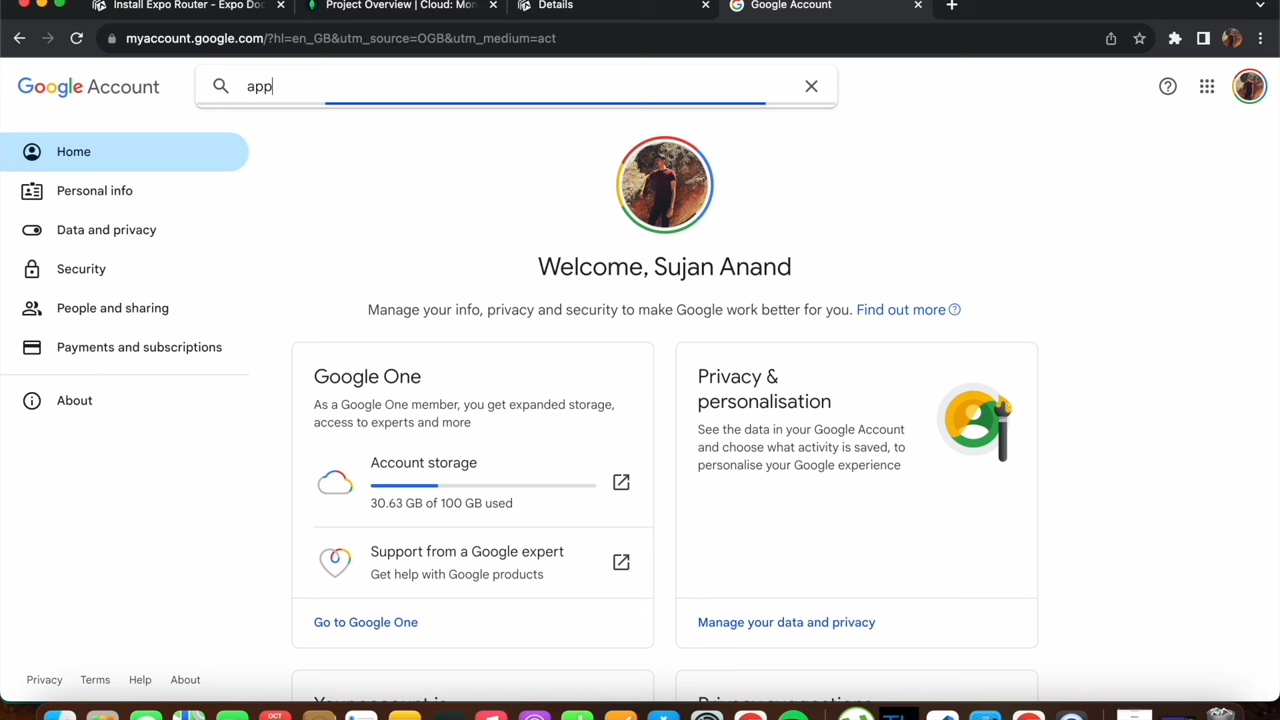 Install Expo Router - Expo Doc
Project Overview | Cloud: Mon
Details
Google Account
myaccount.google.com/?hl=en_GB&utm_source=OGB&utm_medium=act
Google Account
app
Home
Personal info
Data and privacy
Security
People and sharing
Payments and subscriptions
About
Welcome, Sujan Anand
Manage your info, privacy and security to make Google work better for you. Find out more
Google One
As a Google One member, you get expanded storage,
access to experts and more
Account storage
30.63 GB of 100 GB used
Support from a Google expert
Get help with Google products
Go to Google One
Privacy &
personalisation
See the data in your Google Account
and choose what activity is saved, to
personalise your Google experience
Manage your data and privacy
Privacy
Terms
Help
About
OCT